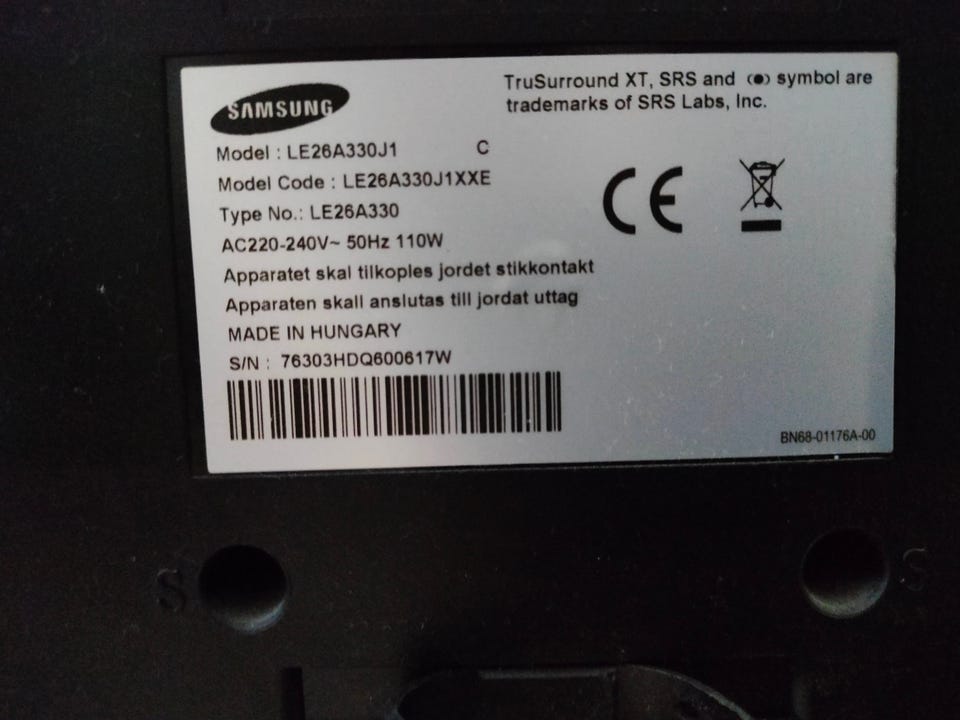 SAMSUNG
TruSurround XT, SRS and (●) symbol are
trademarks of SRS Labs, Inc.
Model : LE26A330J1 C
Model Code : LE26A330J1XXE
Type No.: LE26A330
AC220-240V~ 50Hz 110W
Apparatet skal tilkoples jordet stikkontakt
Apparaten skall anslutas till jordat uttag
MADE IN HUNGARY
S/N : 76303HDQ600617W
CE
BN68-01176A-00
S
S